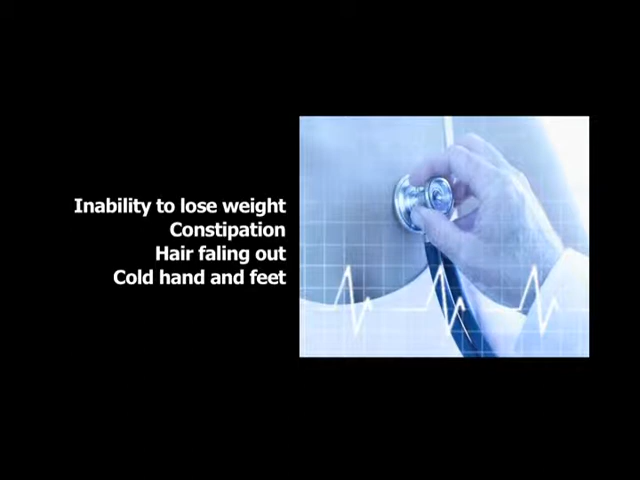 Inability to lose weight
Constipation
Hair faling out
Cold hand and feet